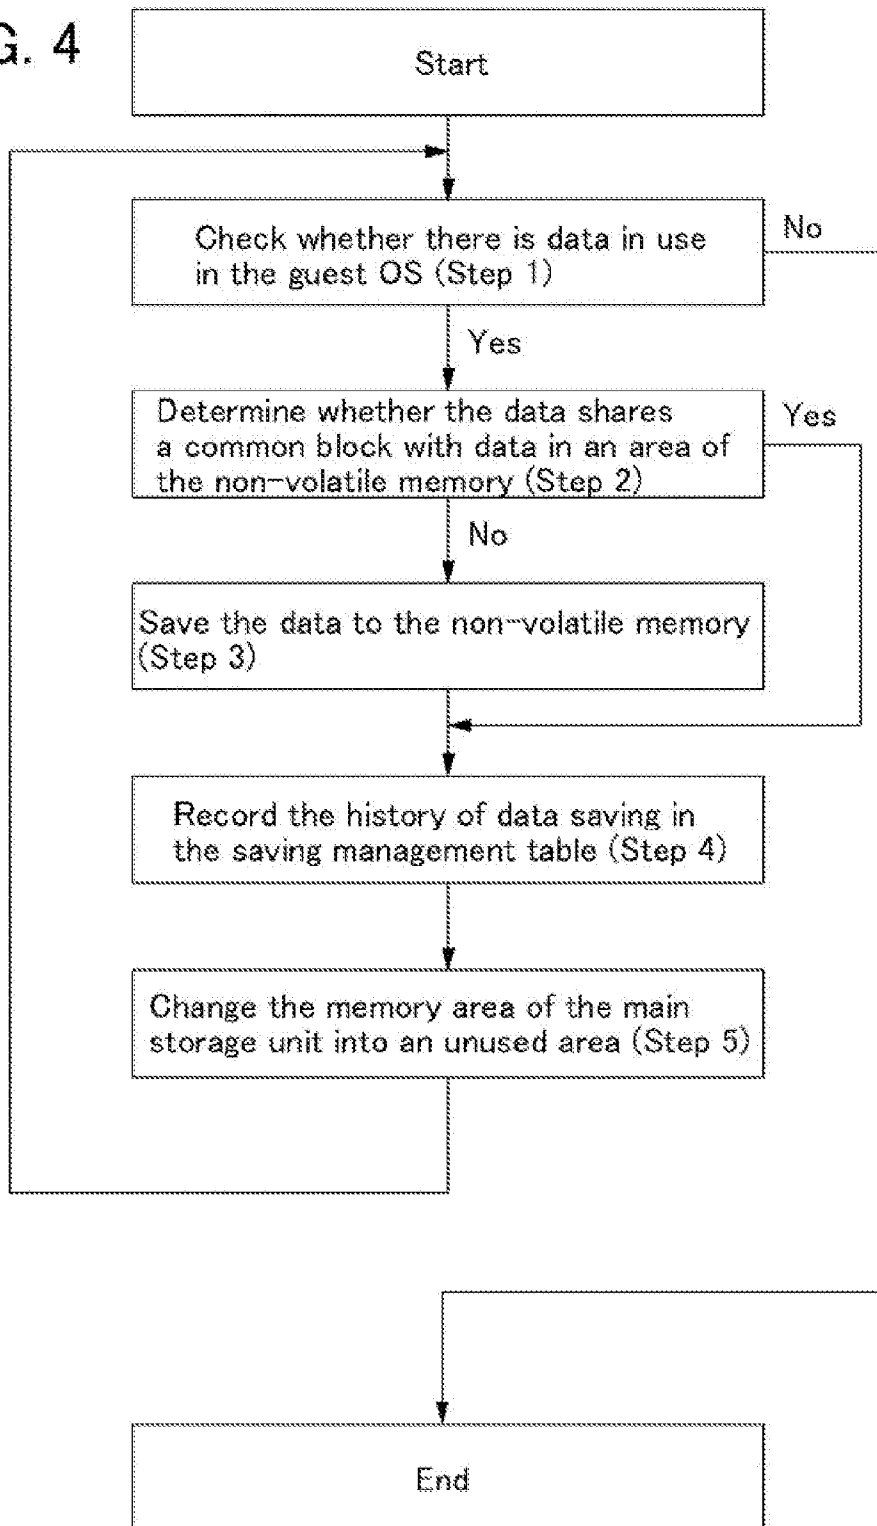 G. 4
Start
Check whether there is data in use
in the guest OS (Step 1)
No
Yes
Determine whether the data shares
a common block with data in an area of
the non-volatile memory (Step 2)
Yes
No
Save the data to the non-volatile memory
(Step 3)
Record the history of data saving in
the saving management table (Step 4)
Change the memory area of the main
storage unit into an unused area (Step 5)
End